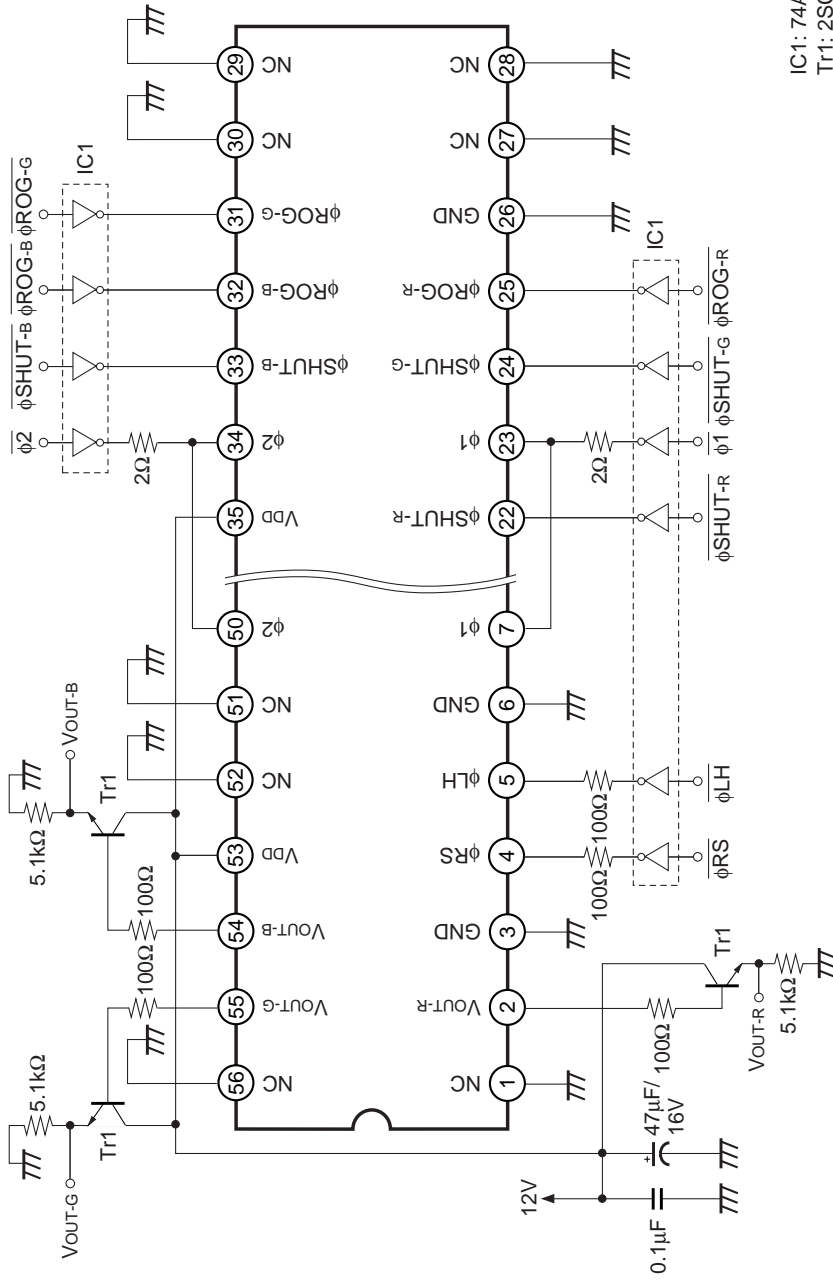 VOUT-G
5.1kΩ
Tr1
100Ω
100Ω
5.1kΩ
Tr1
VOUT-B
φ2
φSHUT-B
φROG-B
φROG-G
IC1
2Ω
56
55
54
53
52
51
50
35
34
33
32
31
30
29
NC
VOUT-G
VOUT-B
VDD
NC
NC
φ2
VDD
φ2
φSHUT-B
φROG-B
φROG-G
NC
NC
NC
VOUT-R
GND
φRS
φLH
GND
φ1
φSHUT-R
φ1
φSHUT-G
φROG-R
GND
NC
NC
1
2
3
4
5
6
7
22
23
24
25
26
27
28
12V
0.1µF
47µF/
16V
100Ω
Tr1
VOUT-R
5.1kΩ
100Ω
100Ω
2Ω
IC1
φRS
φLH
φSHUT-R
φ1
φSHUT-G
φROG-R
IC1: 74A
Tr1: